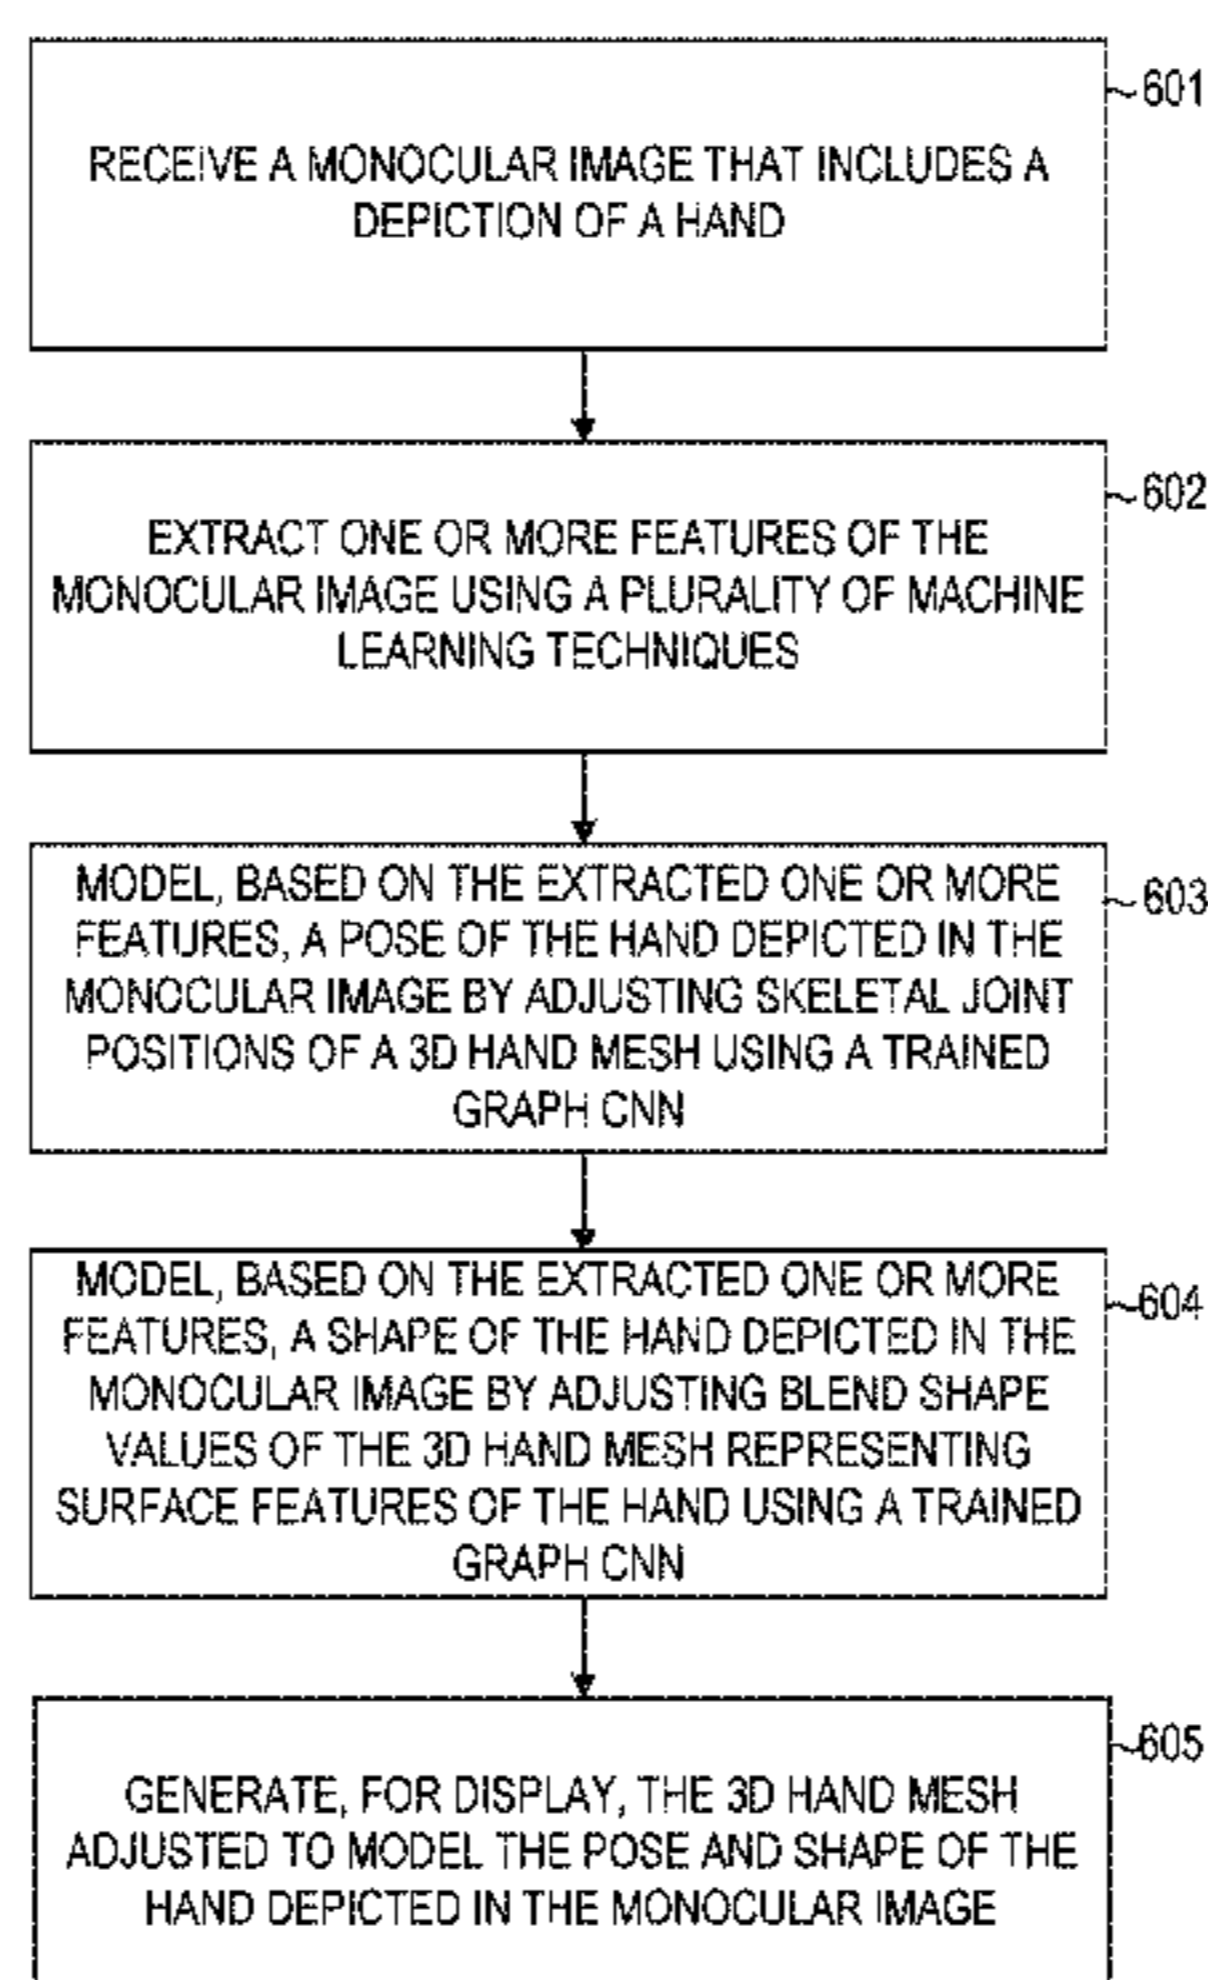 601
RECEIVE A MONOCULAR IMAGE THAT INCLUDES A
DEPICTION OF A HAND
602
EXTRACT ONE OR MORE FEATURES OF THE
MONOCULAR IMAGE USING A PLURALITY OF MACHINE
LEARNING TECHNIQUES
603
MODEL, BASED ON THE EXTRACTED ONE OR MORE
FEATURES, A POSE OF THE HAND DEPICTED IN THE
MONOCULAR IMAGE BY ADJUSTING SKELETAL JOINT
POSITIONS OF A 3D HAND MESH USING A TRAINED
GRAPH CNN
604
MODEL, BASED ON THE EXTRACTED ONE OR MORE
FEATURES, A SHAPE OF THE HAND DEPICTED IN THE
MONOCULAR IMAGE BY ADJUSTING BLEND SHAPE
VALUES OF THE 3D HAND MESH REPRESENTING
SURFACE FEATURES OF THE HAND USING A TRAINED
GRAPH CNN
605
GENERATE, FOR DISPLAY, THE 3D HAND MESH
ADJUSTED TO MODEL THE POSE AND SHAPE OF THE
HAND DEPICTED IN THE MONOCULAR IMAGE